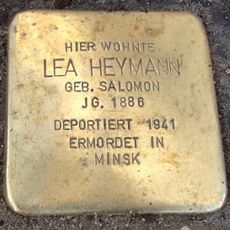 HIER WOHNTE
LEA HEYMANN
GEB. SALOMON
JG. 1886
DEPORTIERT 1941
ERMORDET IN
MINSK